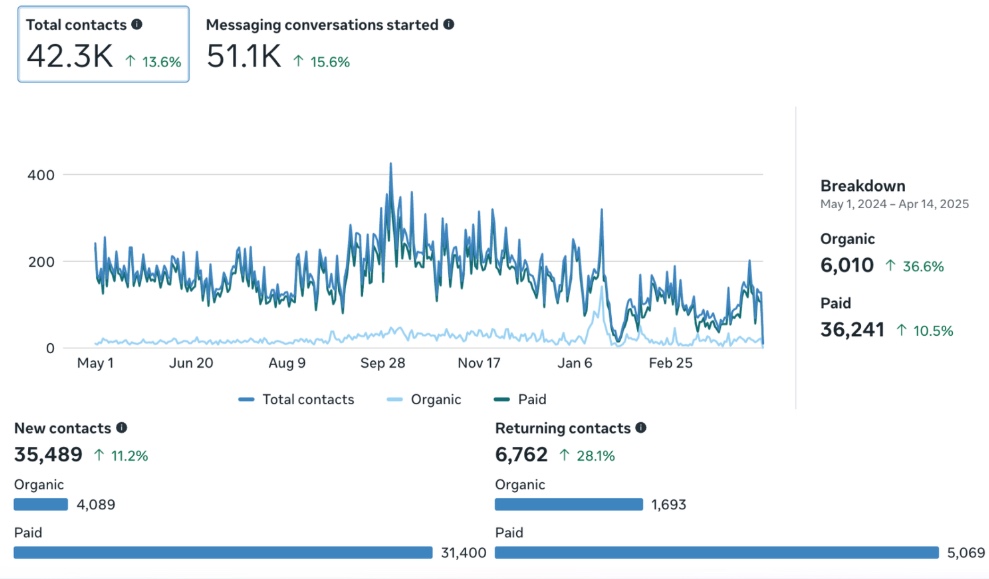 Total contacts
42.3K ↑ 13.6%
Messaging conversations started
51.1K ↑ 15.6%
400
200
0
May 1 Jun 20 Aug 9 Sep 28 Nov 17 Jan 6 Feb 25
Total contacts Organic Paid
Breakdown
May 1, 2024 – Apr 14, 2025
Organic
6,010 ↑ 36.6%
Paid
36,241 ↑ 10.5%
New contacts
35,489 ↑ 11.2%
Organic
4,089
Paid
31,400
Returning contacts
6,762 ↑ 28.1%
Organic
1,693
Paid
5,069